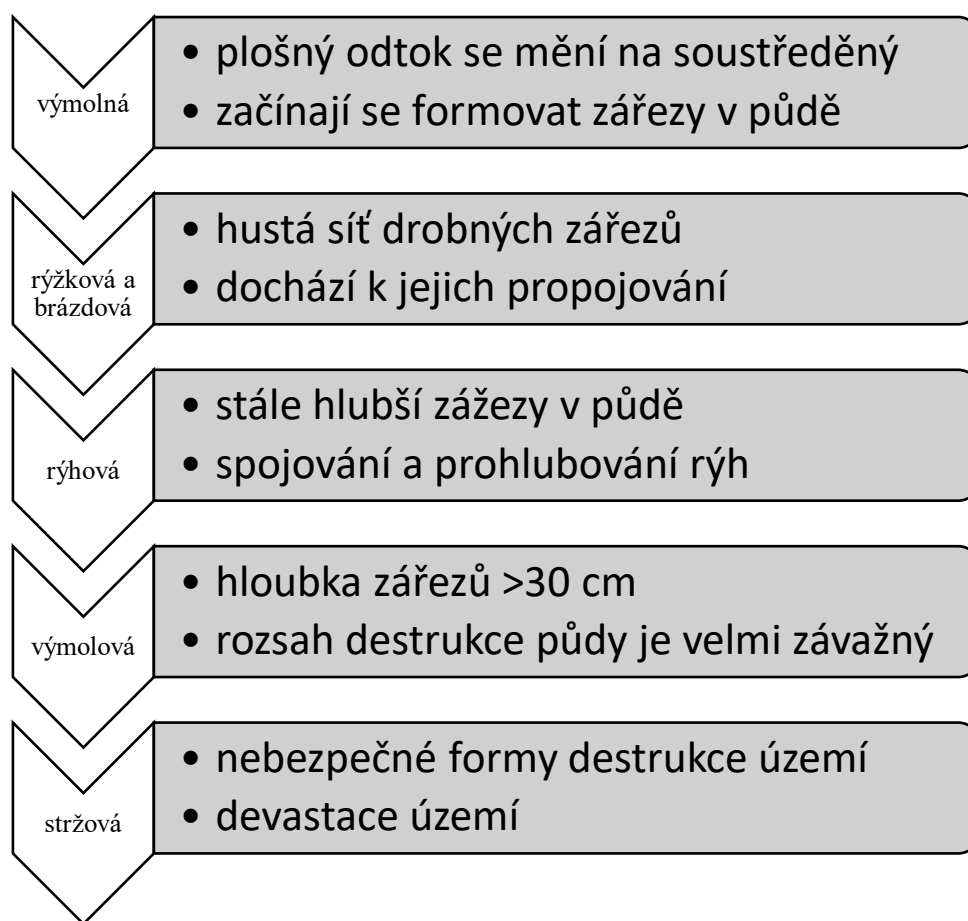 výmolná
• plošný odtok se mění na soustředěný
• začínají se formovat zářezy v půdě
rýžková a
brázdová
• hustá síť drobných zářezů
• dochází k jejich propojování
rýhová
• stále hlubší zážezy v půdě
• spojování a prohlubování rýh
výmolová
• hloubka zářezů >30 cm
• rozsah destrukce půdy je velmi závažný
stržová
• nebezpečné formy destrukce území
• devastace území